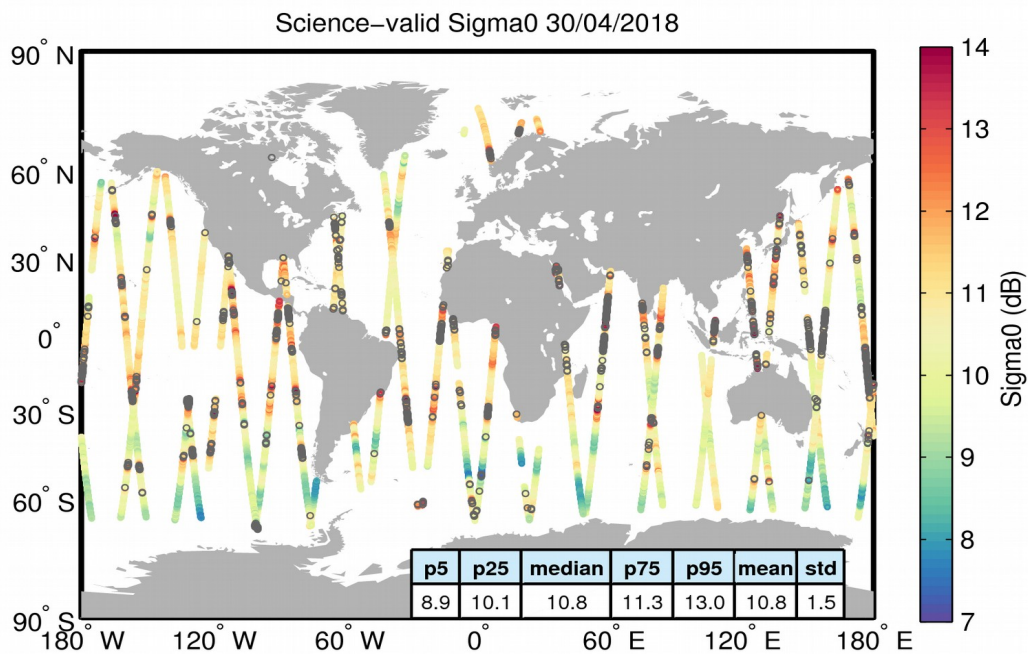 Science−valid Sigma0 30/04/2018
90° N
60° N
30° N
0°
30° S
60° S
90° S
180° W
120° W
60° W
0°
60° E
120° E
180° E
p5 p25 median p75 p95 mean std
8.9 10.1 10.8 11.3 13.0 10.8 1.5
14
13
12
11
10
9
8
7
Sigma0 (dB)